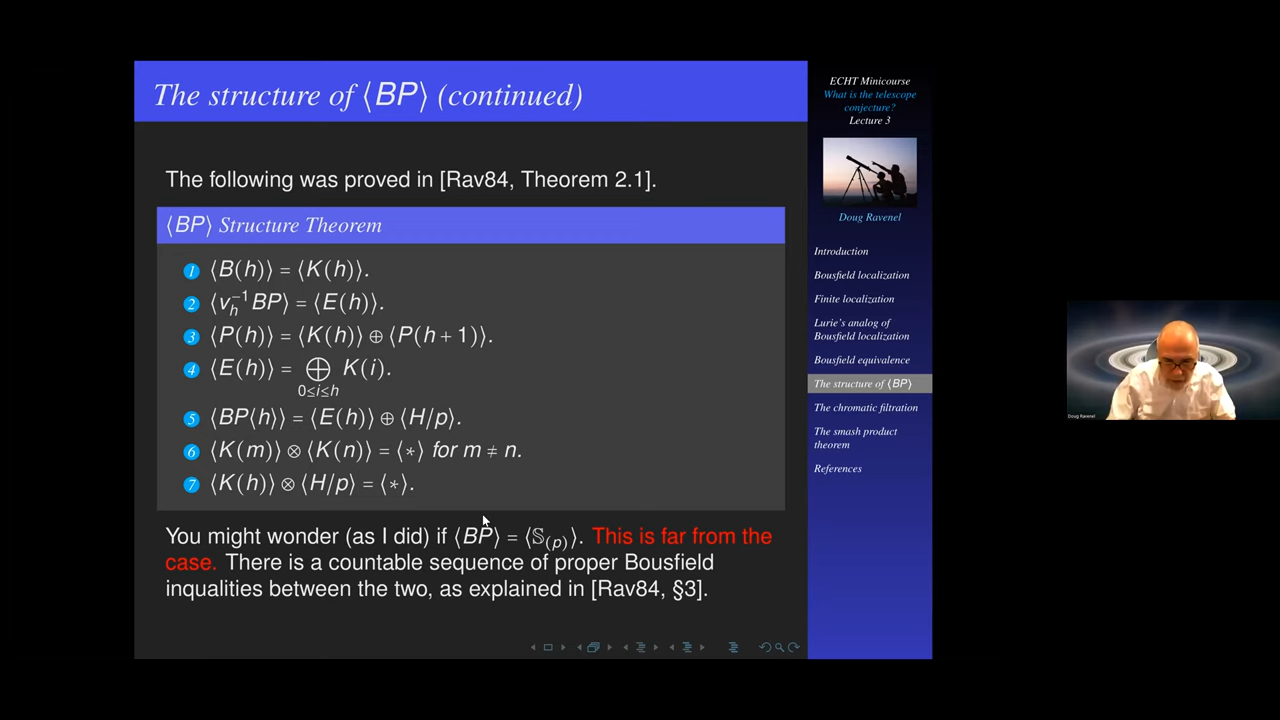 The structure of ⟨BP⟩ (continued)
The following was proved in [Rav84, Theorem 2.1].
⟨BP⟩ Structure Theorem
1 ⟨B(h)⟩ = ⟨K(h)⟩.
2 ⟨v_h^{-1} BP⟩ = ⟨E(h)⟩.
3 ⟨P(h)⟩ = ⟨K(h)⟩ ⊕ ⟨P(h + 1)⟩.
4 ⟨E(h)⟩ = ⊕ K(i).
0≤i≤h
5 ⟨BP⟨h⟩⟩ = ⟨E(h)⟩ ⊕ ⟨H/p⟩.
6 ⟨K(m)⟩ ⊗ ⟨K(n)⟩ = ⟨∗⟩ for m ≠ n.
7 ⟨K(h)⟩ ⊗ ⟨H/p⟩ = ⟨∗⟩.
You might wonder (as I did) if ⟨BP⟩ = ⟨𝕊_(p)⟩. This is far from the
case. There is a countable sequence of proper Bousfield
inqualities between the two, as explained in [Rav84, §3].
ECHT Minicourse
What is the telescope
conjecture?
Lecture 3
Doug Ravenel
Introduction
Bousfield localization
Finite localization
Lurie's analog of
Bousfield localization
Bousfield equivalence
The structure of ⟨BP⟩
The chromatic filtration
The smash product
theorem
References
Doug Ravenel